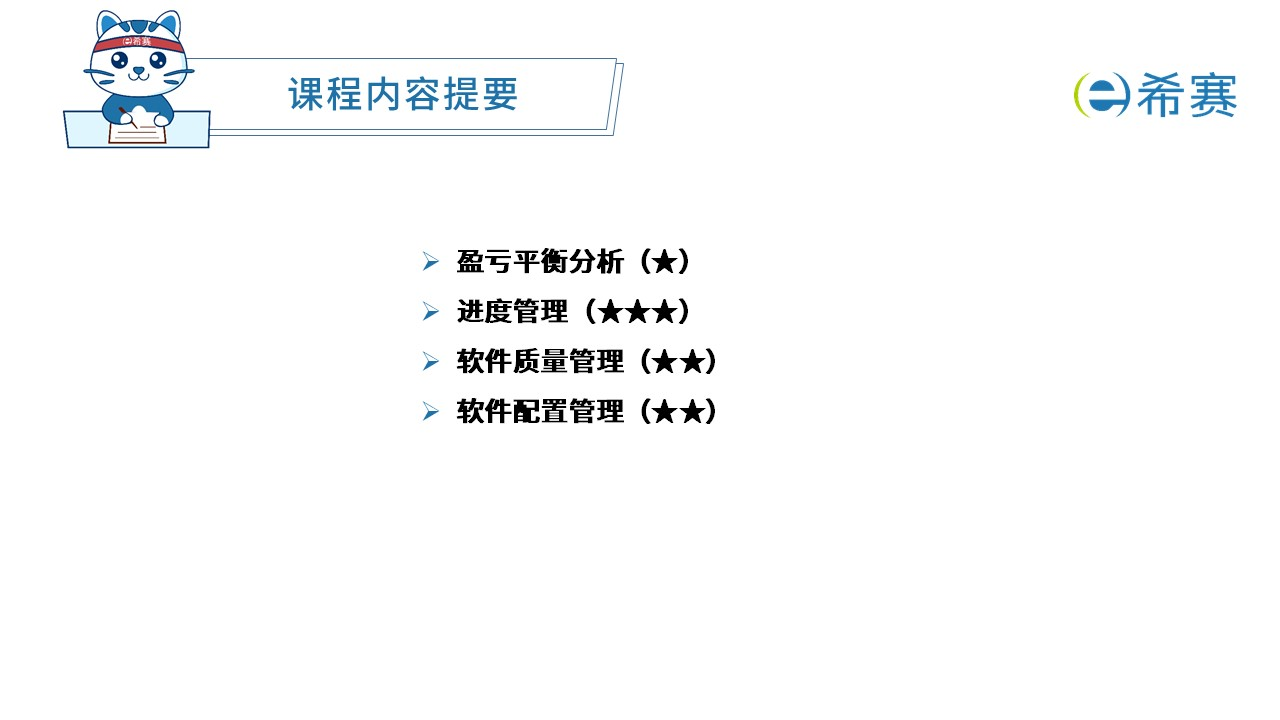 希赛
课程内容提要
希赛
盈亏平衡分析（★）
进度管理（★★★）
软件质量管理（★★）
软件配置管理（★★）